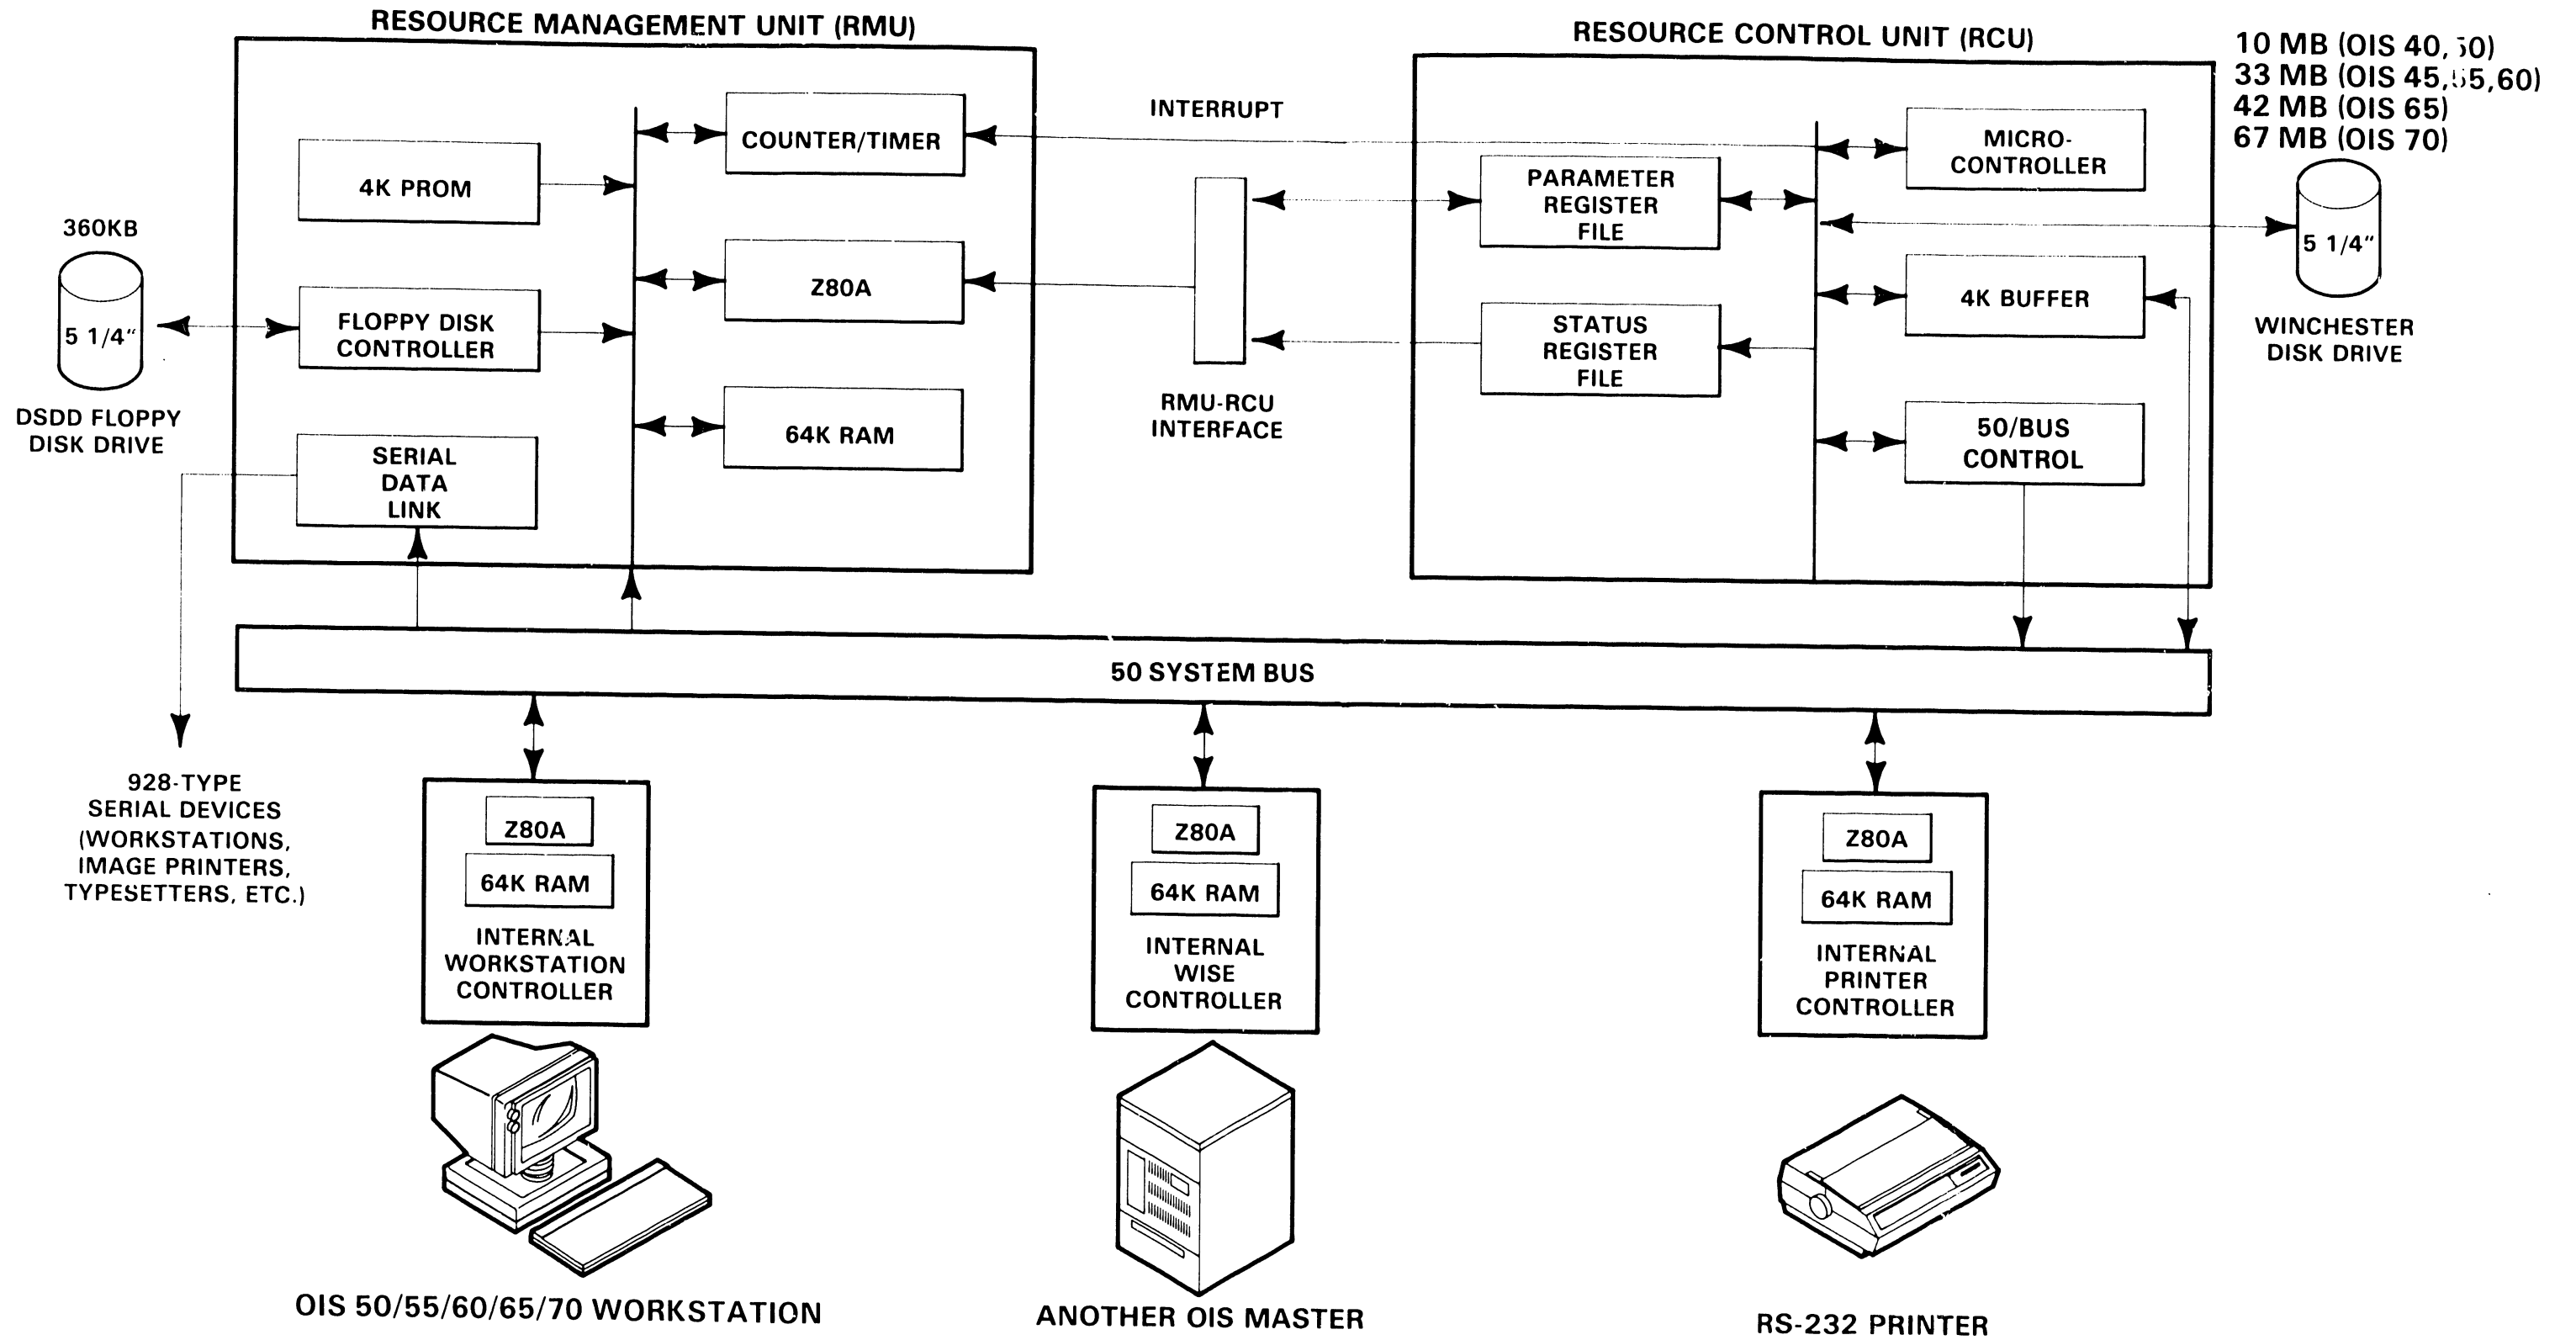 RESOURCE MANAGEMENT UNIT (RMU)
COUNTER/TIMER
4K PROM
Z80A
FLOPPY DISK
CONTROLLER
64K RAM
SERIAL
DATA
LINK
360KB
5 1/4"
DSDD FLOPPY
DISK DRIVE
INTERRUPT
RMU-RCU
INTERFACE
RESOURCE CONTROL UNIT (RCU)
MICRO-
CONTROLLER
PARAMETER
REGISTER
FILE
4K BUFFER
STATUS
REGISTER
FILE
50/BUS
CONTROL
10 MB (OIS 40, 50)
33 MB (OIS 45,55,60)
42 MB (OIS 65)
67 MB (OIS 70)
5 1/4"
WINCHESTER
DISK DRIVE
50 SYSTEM BUS
928-TYPE
SERIAL DEVICES
(WORKSTATIONS,
IMAGE PRINTERS,
TYPESETTERS, ETC.)
Z80A
64K RAM
INTERNAL
WORKSTATION
CONTROLLER
OIS 50/55/60/65/70 WORKSTATION
Z80A
64K RAM
INTERNAL
WISE
CONTROLLER
ANOTHER OIS MASTER
Z80A
64K RAM
INTERNAL
PRINTER
CONTROLLER
RS-232 PRINTER